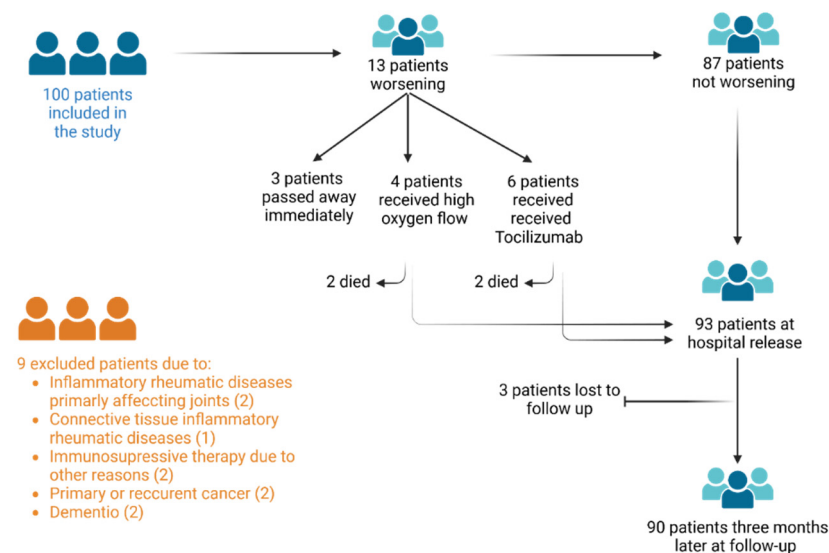 100 patients
included in
the study
13 patients
worsening
87 patients
not worsening
3 patients
passed away
immediately
4 patients
received high
oxygen flow
6 patients
received
received
Tocilizumab
2 died
2 died
93 patients at
hospital release
3 patients lost to
follow up
90 patients three months
later at follow-up
9 excluded patients due to:
• Inflammatory rheumatic diseases
primarly affeccting joints (2)
• Connective tissue inflammatory
rheumatic diseases (1)
• Immunosupressive therapy due to
other reasons (2)
• Primary or reccurent cancer (2)
• Dementio (2)